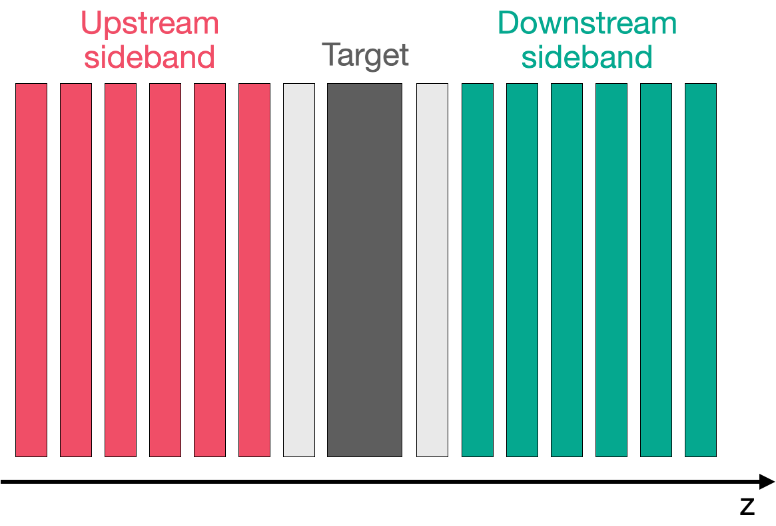 Upstream
sideband
Target
Downstream
sideband
z